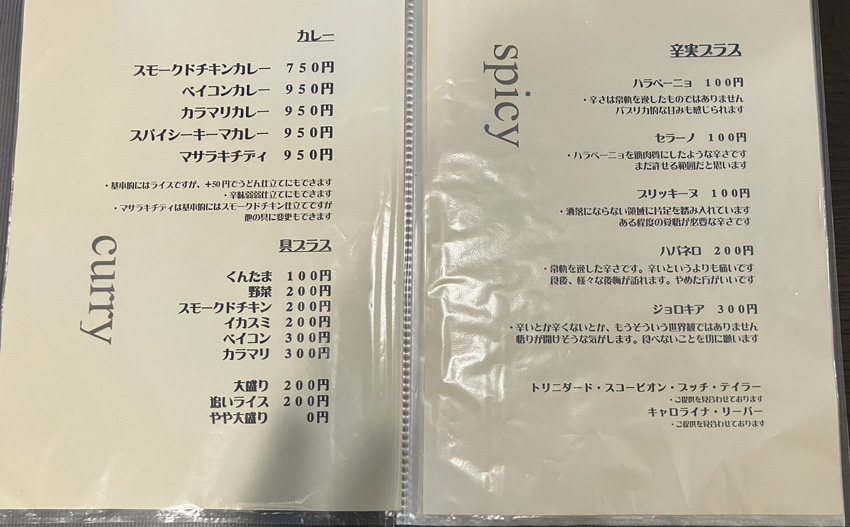 カレー
スモークドチキンカレー 750円
ベイコンカレー 950円
カラマリカレー 950円
スパイシーキーマカレー 950円
マサラキチディ 950円
・基本的にはライスですが、+50円でうどん仕立てにもできます
・辛味弱弱仕立てにもできます
・マサラキチディは基本的にはスモークドチキン仕立てですが
他の具に変更もできます
curry
具プラス
くんたま 100円
野菜 200円
スモークドチキン 200円
イカスミ 200円
ベイコン 300円
カラマリ 300円
大盛り 200円
追いライス 200円
やや大盛り 0円
spicy
辛実プラス
ハラペーニョ 100円
・辛さは常軌を逸したものではありません
パプリカ的な甘みも感じられます
セラーノ 100円
・ハラペーニョを筋肉質にしたような辛さです
まだ許せる範囲だと思います
プリッキーヌ 100円
・洒落にならない領域に片足を踏み入れています
ある程度の覚悟が必要な辛さです
ハバネロ 200円
・常軌を逸した辛さです。辛いというよりも痛いです
食後、様々な後悔が訪れます。やめた方がいいです
ジョロキア 300円
・辛いとか辛くないとか、もうそういう世界観ではありません
悟りが開けそうな気がします。食べないことを切に願います
トリニダード・スコーピオン・ブッチ・テイラー
・ご提供を見合わせております
キャロライナ・リーパー
・ご提供を見合わせております